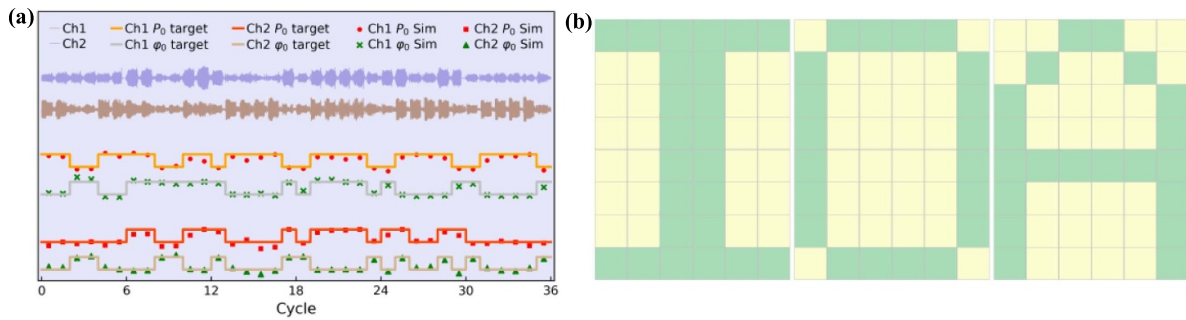 (a)
Ch1 Ch1 P₀ target Ch2 P₀ target Ch1 P₀ Sim Ch2 P₀ Sim
Ch2 Ch1 φ₀ target Ch2 φ₀ target Ch1 φ₀ Sim Ch2 φ₀ Sim
0 6 12 18 24 30 36
Cycle
(b)